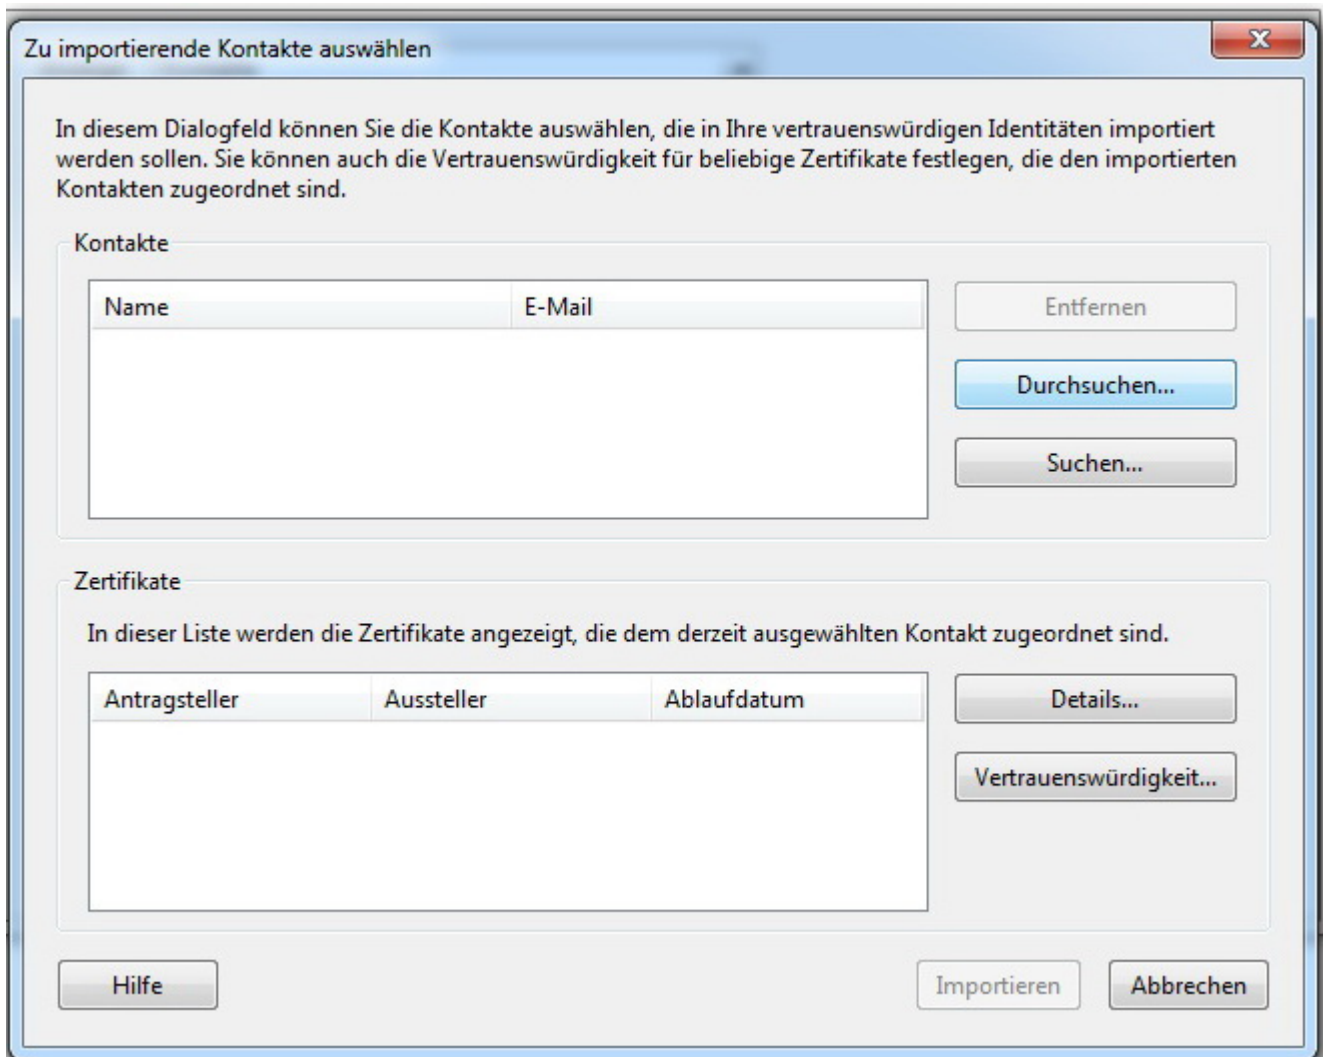 Zu importierende Kontakte auswählen
In diesem Dialogfeld können Sie die Kontakte auswählen, die in Ihre vertrauenswürdigen Identitäten importiert
werden sollen. Sie können auch die Vertrauenswürdigkeit für beliebige Zertifikate festlegen, die den importierten
Kontakten zugeordnet sind.
Kontakte
Name E-Mail
Entfernen
Durchsuchen...
Suchen...
Zertifikate
In dieser Liste werden die Zertifikate angezeigt, die dem derzeit ausgewählten Kontakt zugeordnet sind.
Antragsteller Aussteller Ablaufdatum
Details...
Vertrauenswürdigkeit...
Hilfe Importieren Abbrechen